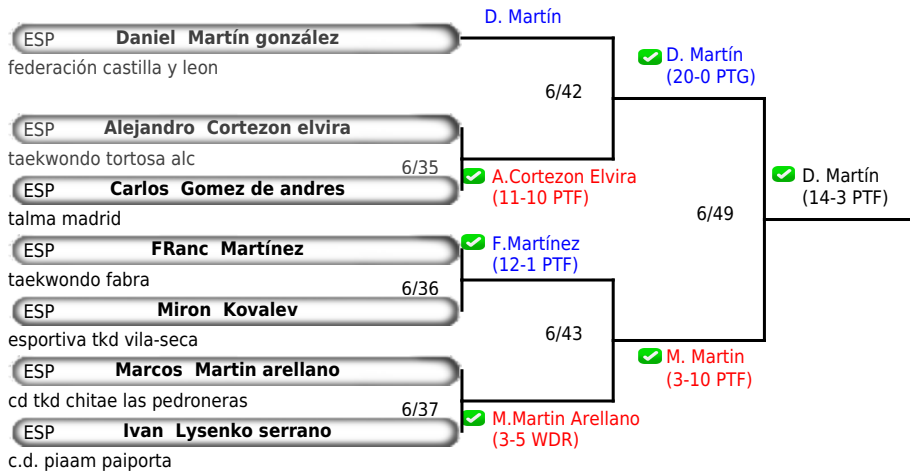 D. Martín
ESP Daniel Martín gonzález
federación castilla y leon
D. Martín
(20-0 PTG)
6/42
ESP Alejandro Cortezon elvira
taekwondo tortosa alc
6/35
A.Cortezon Elvira
(11-10 PTF)
ESP Carlos Gomez de andres
talma madrid
D. Martín
(14-3 PTF)
6/49
ESP FRanc Martínez
taekwondo fabra
F.Martínez
(12-1 PTF)
6/36
ESP Miron Kovalev
esportiva tkd vila-seca
6/43
ESP Marcos Martin arellano
cd tkd chitae las pedroneras
M. Martin
(3-10 PTF)
6/37
M.Martin Arellano
(3-5 WDR)
ESP Ivan Lysenko serrano
c.d. piaam paiporta